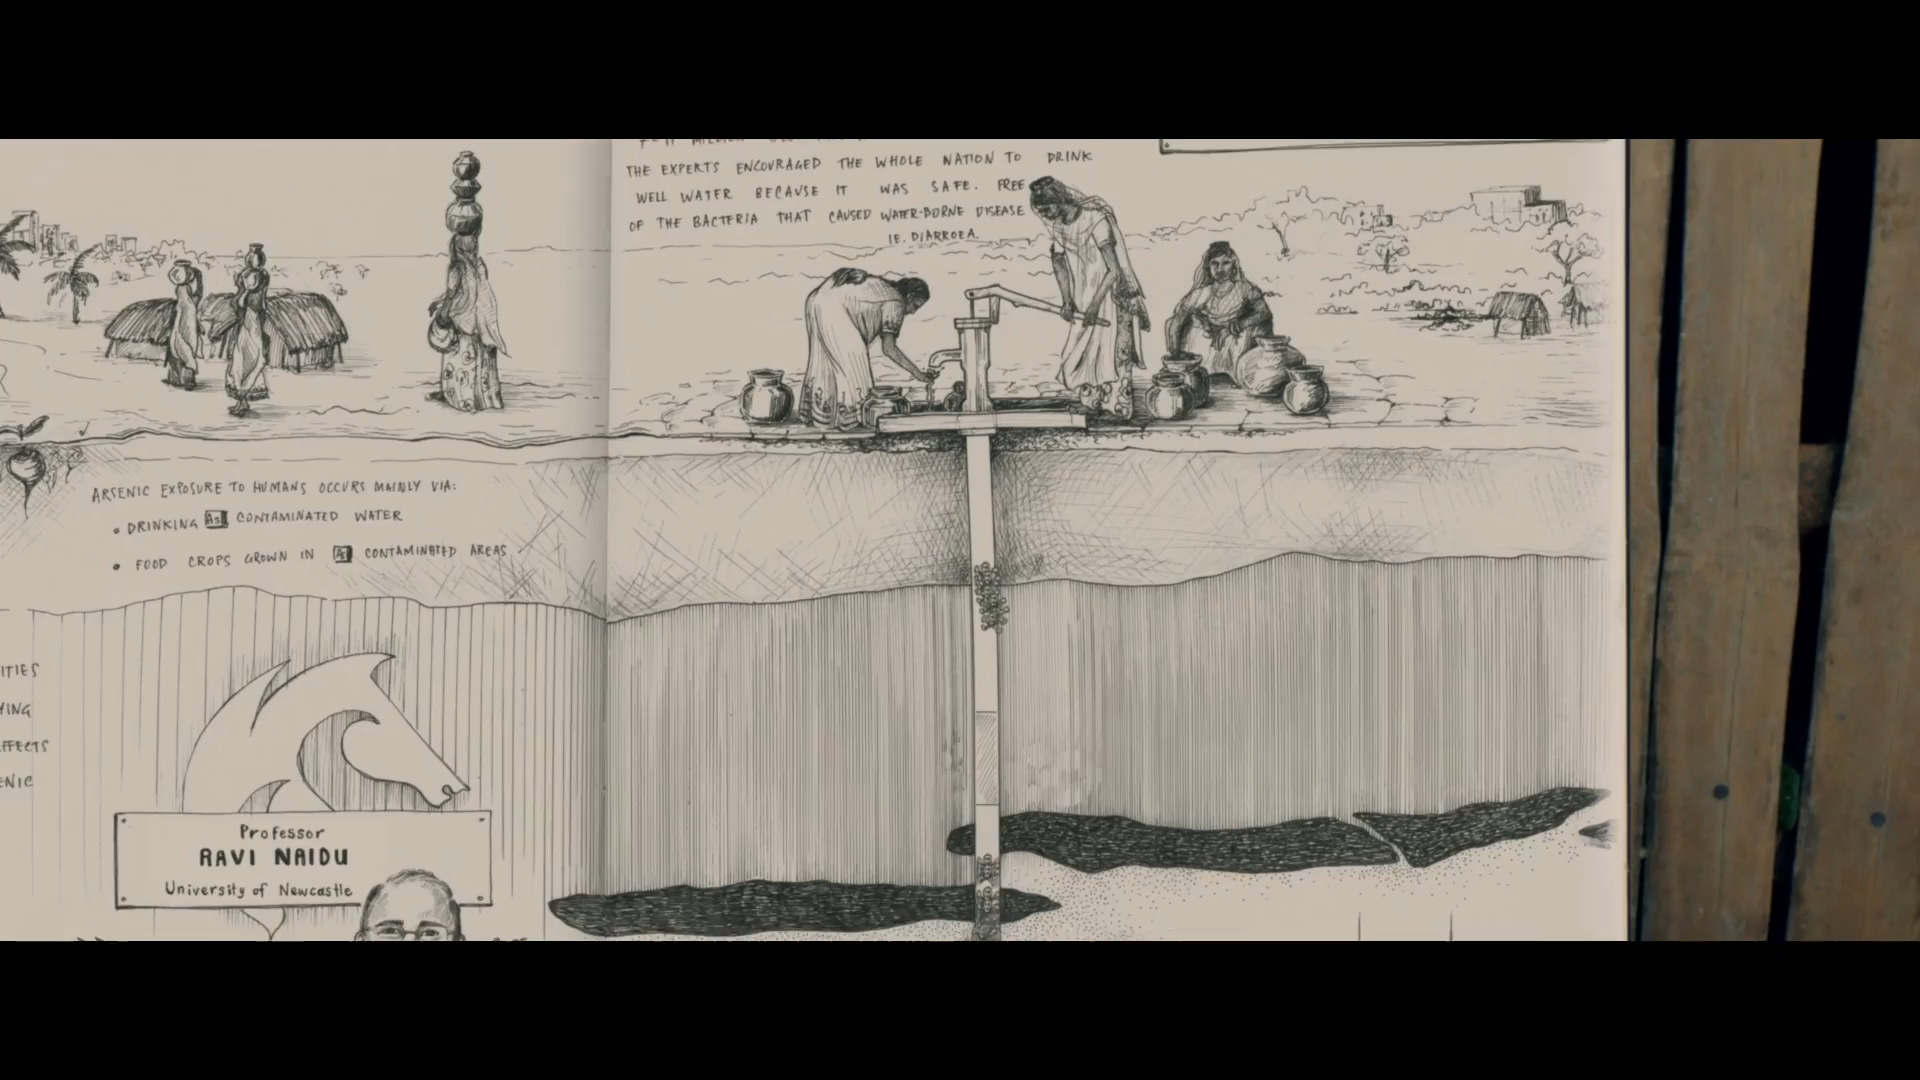 THE EXPERTS ENCOURAGED THE WHOLE NATION TO DRINK
WELL WATER BECAUSE IT WAS SAFE. FREE
OF THE BACTERIA THAT CAUSED WATER-BORNE DISEASE
IE. DIARROEA.
ARSENIC EXPOSURE TO HUMANS OCCURS MAINLY VIA:
• DRINKING As CONTAMINATED WATER
• FOOD CROPS GROWN IN As CONTAMINATED AREAS
ITIES
YING
EFFECTS
ENIC
Professor
RAVI NAIDU
University of Newcastle